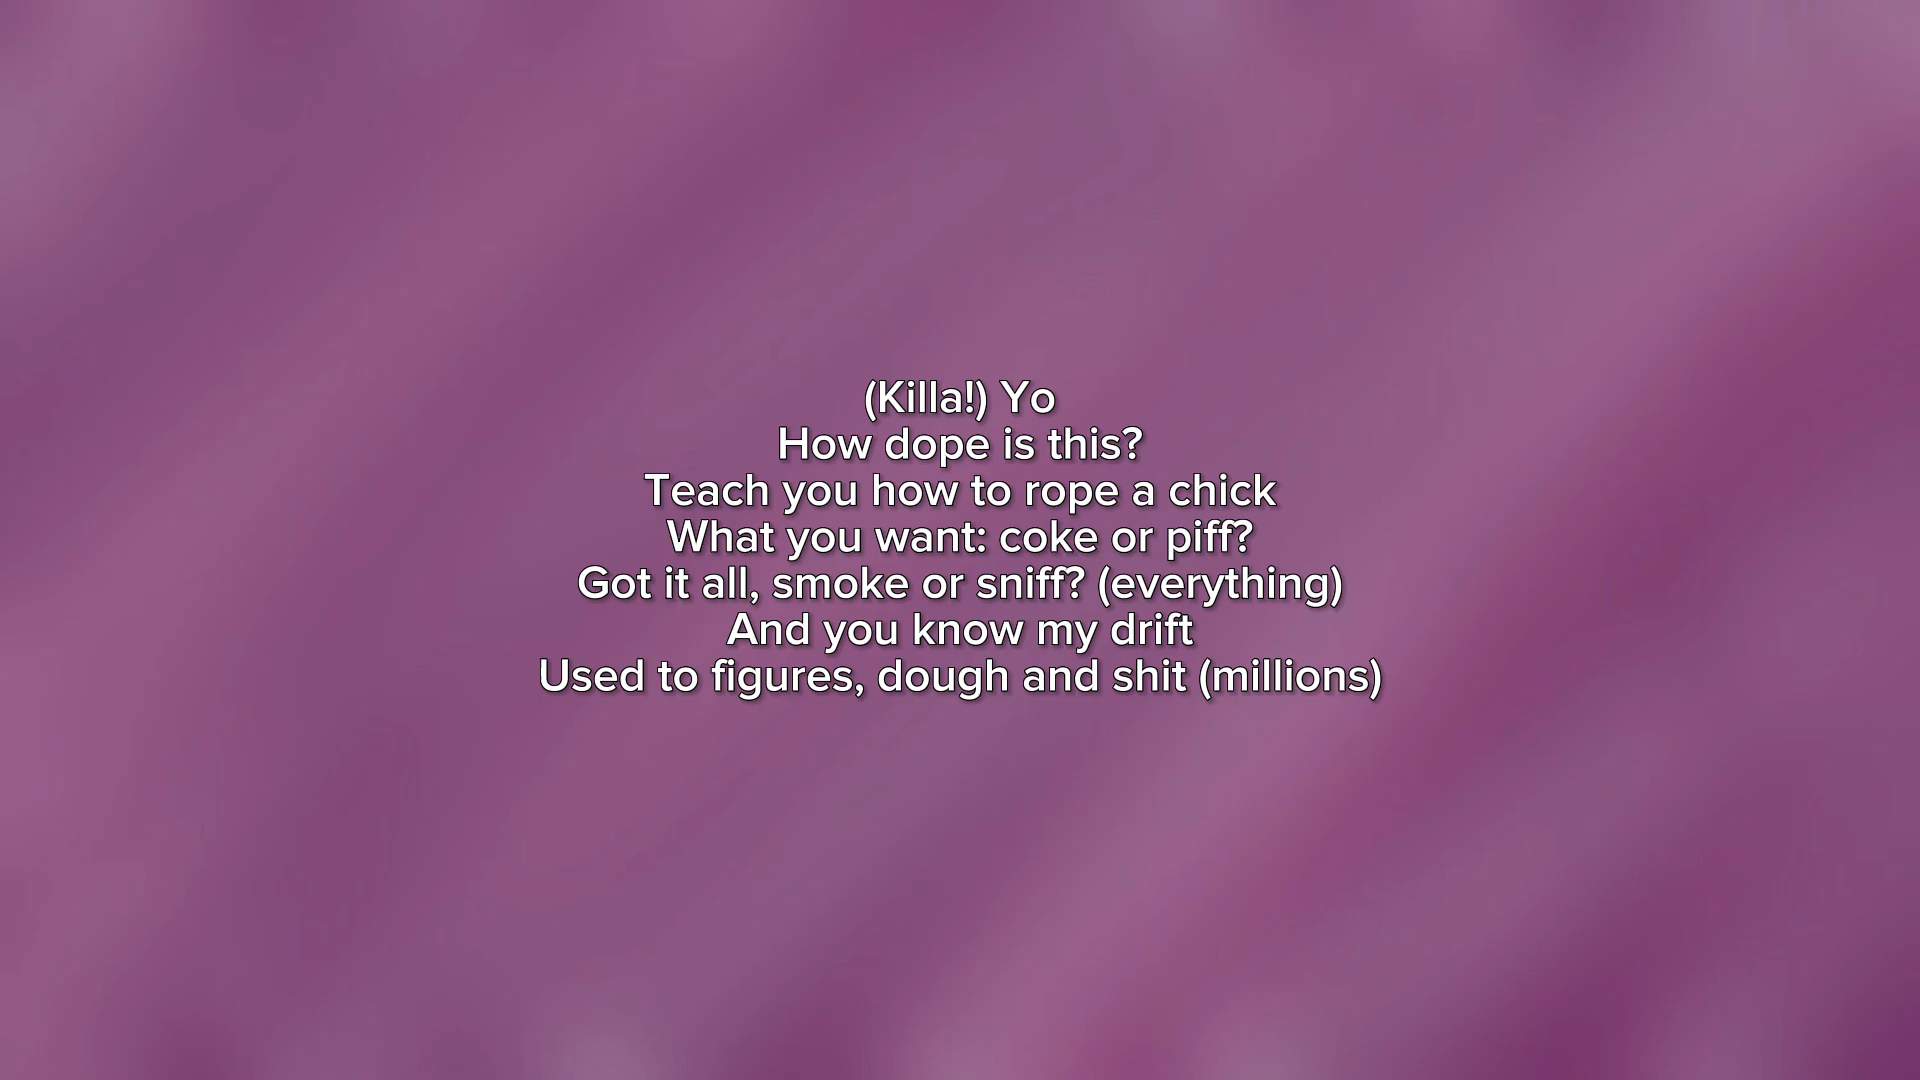 (Killa!) Yo
How dope is this?
Teach you how to rope a chick
What you want: coke or piff?
Got it all, smoke or sniff? (everything)
And you know my drift
Used to figures, dough and shit (millions)